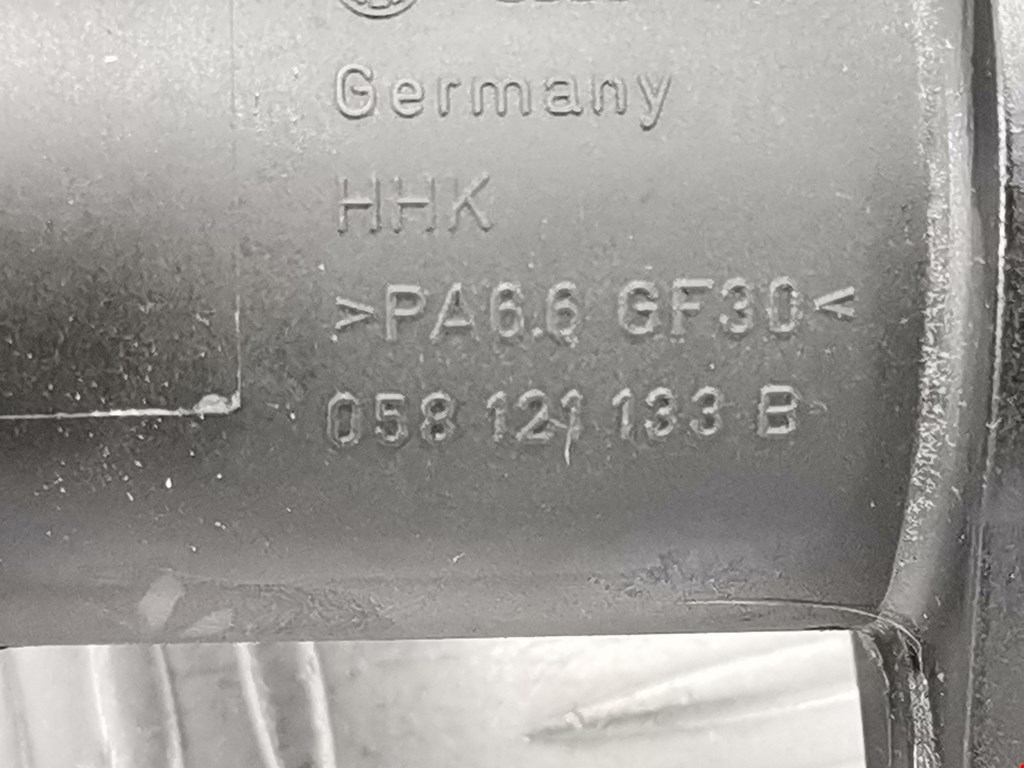 Germany
HHK
>PA6.6 GF30<
058 121 133 B